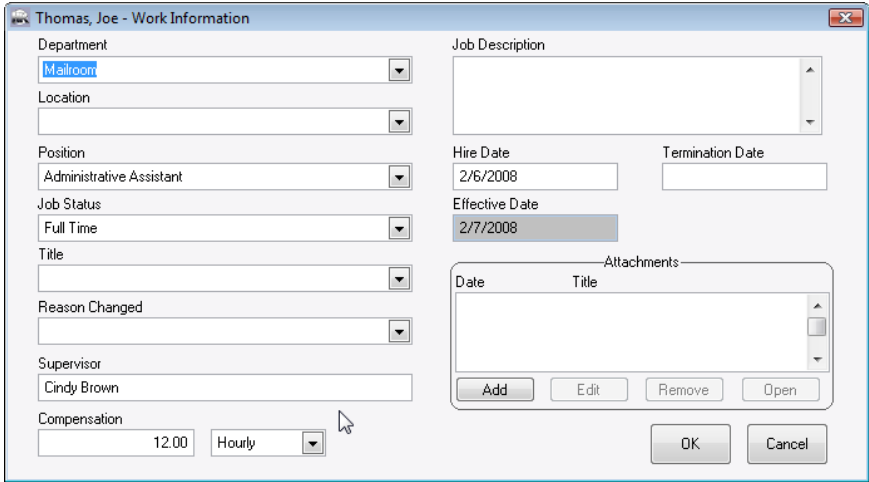 Thomas, Joe - Work Information
Department
Mailroom
Location
Position
Administrative Assistant
Job Status
Full Time
Title
Reason Changed
Supervisor
Cindy Brown
Compensation
12.00 Hourly
Job Description
Hire Date Termination Date
2/6/2008
Effective Date
2/7/2008
Attachments
Date Title
Add Edit Remove Open
OK Cancel